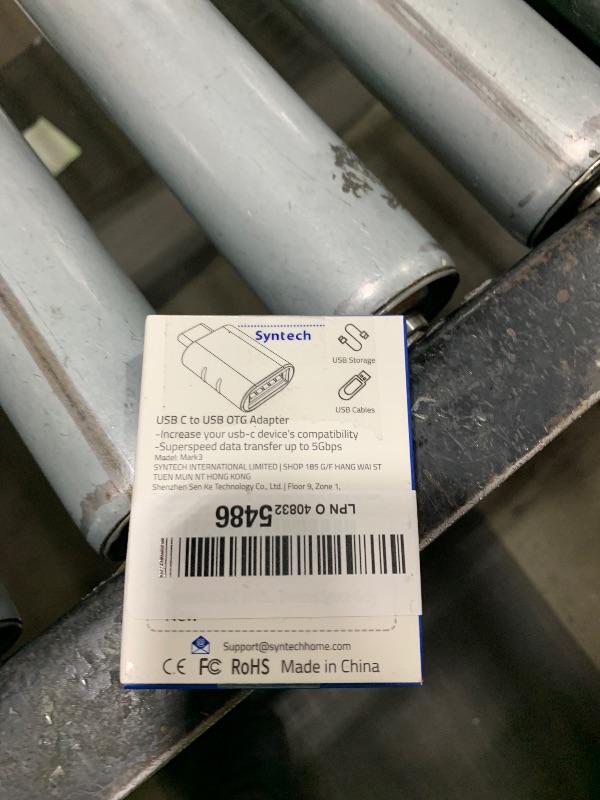 Syntech
USB Storage
USB Cables
USB C to USB OTG Adapter
-Increase your usb-c device's compatibility
-Superspeed data transfer up to 5Gbps
Model: Mark3
SYNTECH INTERNATIONAL LIMITED | SHOP 185 G/F HANG WAI ST
TUEN MUN NT HONG KONG
Shenzhen Sen Ke Technology Co., Ltd. | Floor 9, Zone 1,
LPN O 40832
5486
New
Support@syntechhome.com
CE FC RoHS Made in China